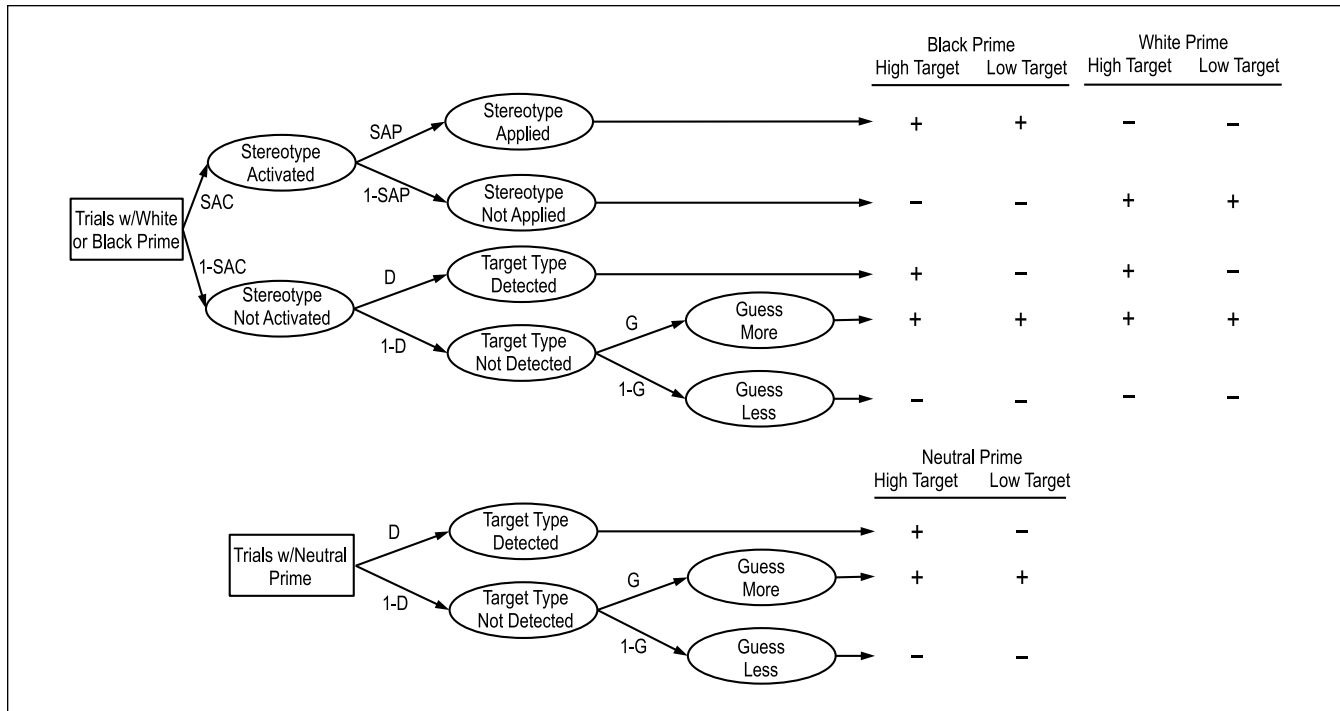 Black Prime
White Prime
High Target
Low Target
High Target
Low Target
Stereotype
Applied
SAP
+ + – –
Stereotype
Activated
1-SAP
SAC
Stereotype
Not Applied
– – + +
Trials w/White
or Black Prime
1-SAC
D
Target Type
Detected
+ – + –
Stereotype
Not Activated
G
Guess
More
+ + + +
1-D
Target Type
Not Detected
1-G
Guess
Less
– – – –
Neutral Prime
High Target
Low Target
D
Target Type
Detected
+ –
Trials w/Neutral
Prime
G
Guess
More
+ +
1-D
Target Type
Not Detected
1-G
Guess
Less
– –